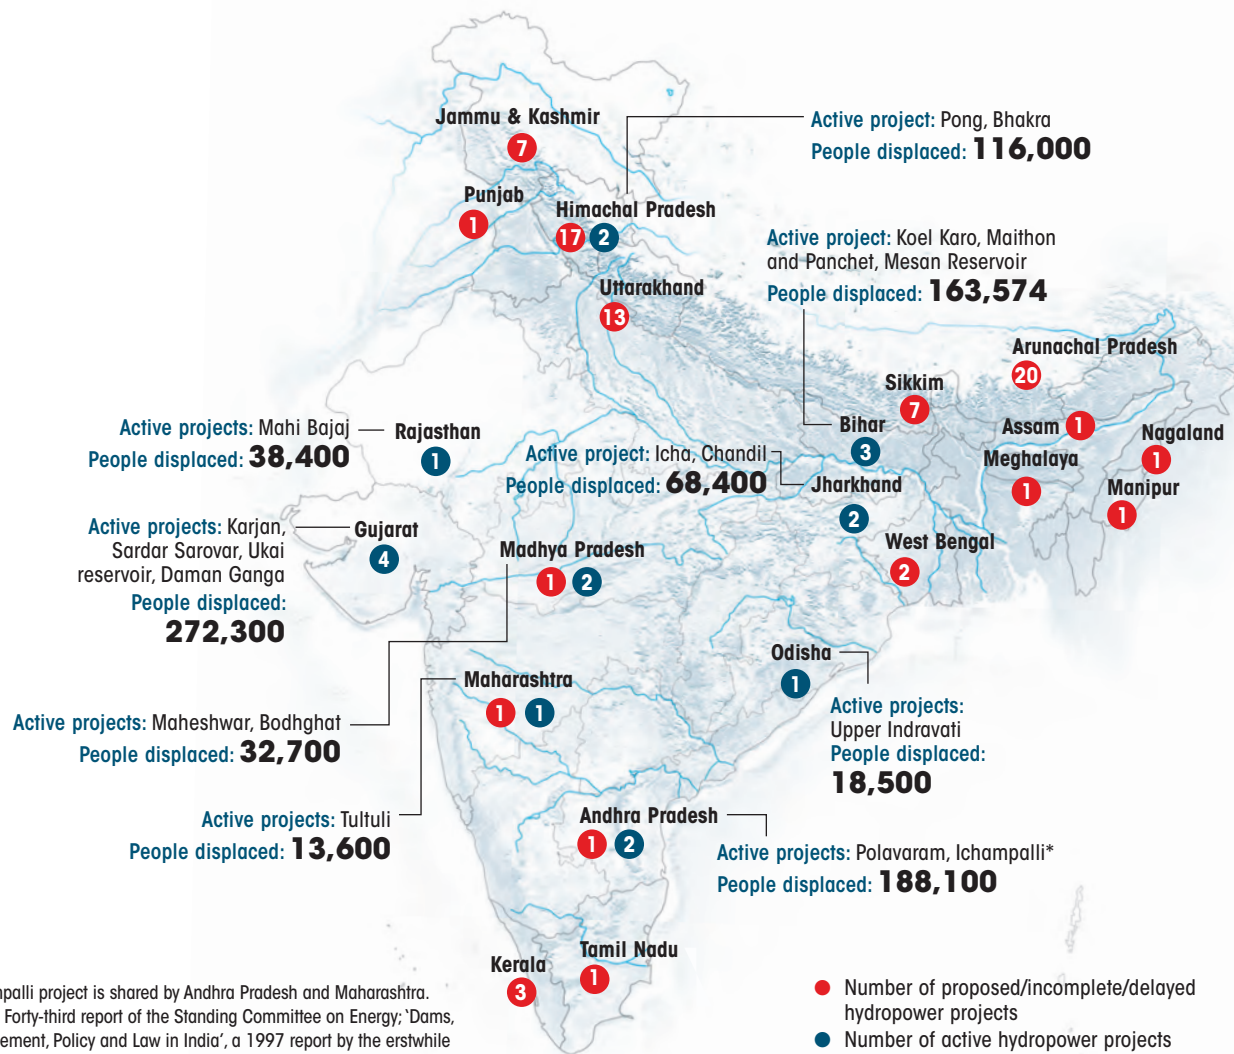 Jammu & Kashmir
7
Active project: Pong, Bhakra
People displaced: 116,000
Punjab
1
Himachal Pradesh
17 2
Active project: Koel Karo, Maithon
and Panchet, Mesan Reservoir
People displaced: 163,574
Uttarakhand
13
Arunachal Pradesh
20
Sikkim
7
Assam 1
Nagaland
1
Meghalaya
1
Manipur
1
Bihar
3
Active projects: Mahi Bajaj
People displaced: 38,400
Rajasthan
1
Active project: Icha, Chandil
People displaced: 68,400
Jharkhand
2
Active projects: Karjan,
Sardar Sarovar, Ukai
reservoir, Daman Ganga
People displaced:
272,300
Gujarat
4
Madhya Pradesh
1 2
West Bengal
2
Active projects: Maheshwar, Bodhghat
People displaced: 32,700
Maharashtra
1 1
Odisha
1
Active projects:
Upper Indravati
People displaced:
18,500
Active projects: Tultuli
People displaced: 13,600
Andhra Pradesh
1 2
Active projects: Polavaram, Ichampalli*
People displaced: 188,100
Kerala
3
Tamil Nadu
1
project is shared by Andhra Pradesh and Maharashtra.
Forty-third report of the Standing Committee on Energy; 'Dams,
Policy and Law in India', a 1997 report by the erstwhile
Number of proposed/incomplete/delayed
hydropower projects
Number of active hydropower projects